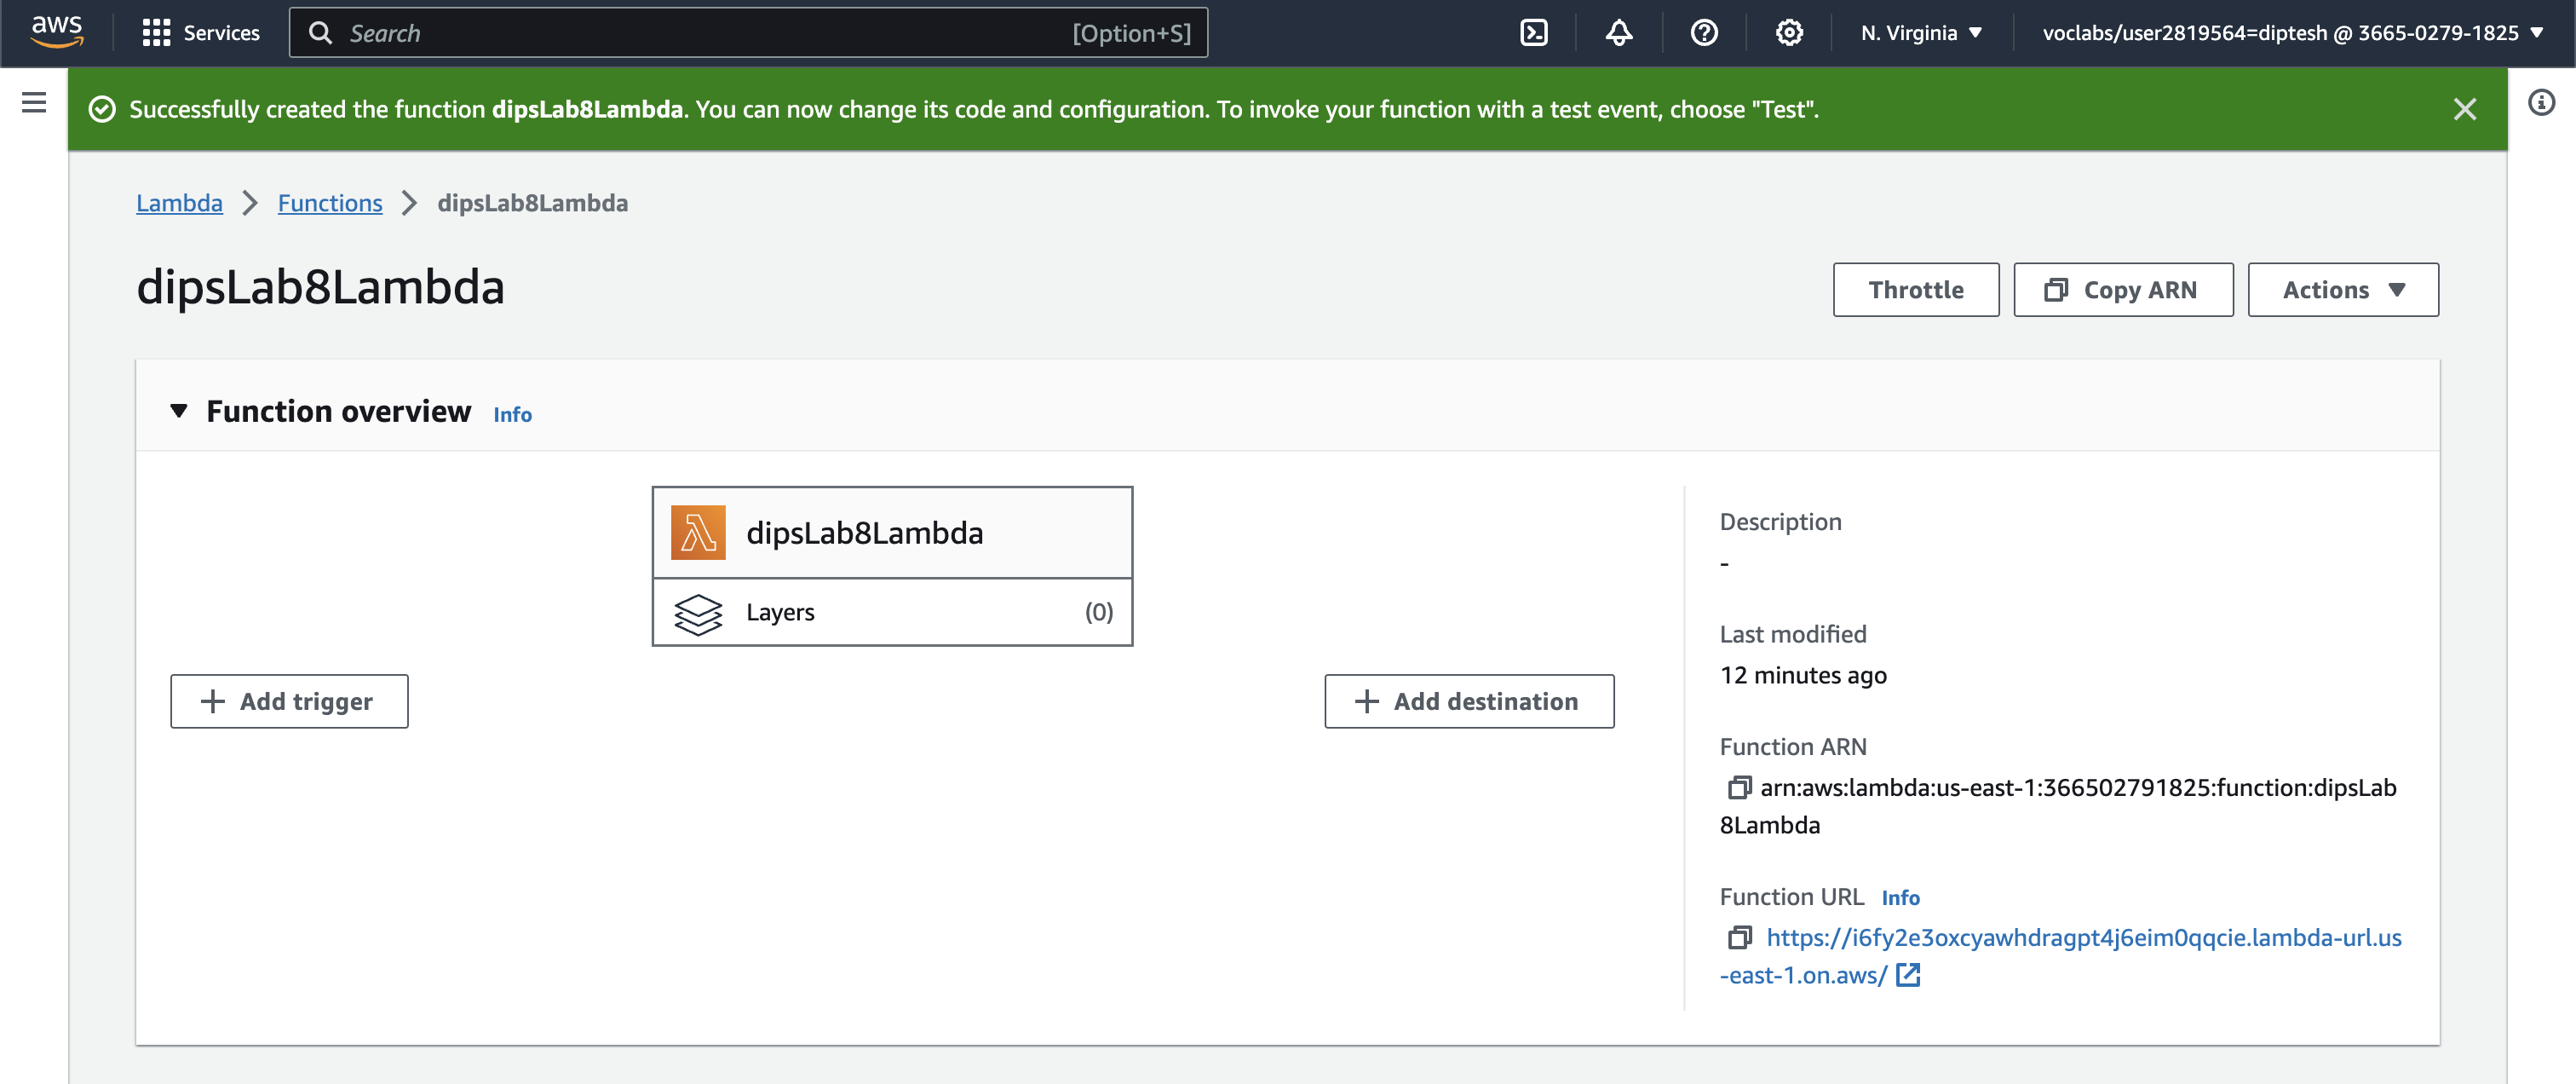 aws Services Search [Option+S] N. Virginia voclabs/user2819564=diptesh @ 3665-0279-1825
Successfully created the function dipsLab8Lambda. You can now change its code and configuration. To invoke your function with a test event, choose "Test".
Lambda Functions dipsLab8Lambda
dipsLab8Lambda
Throttle Copy ARN Actions
Function overview Info
dipsLab8Lambda
Layers (0)
Add trigger
Add destination
Description
-
Last modified
12 minutes ago
Function ARN
arn:aws:lambda:us-east-1:366502791825:function:dipsLab
8Lambda
Function URL Info
https://i6fy2e3oxcyawhdragpt4j6eim0qqcie.lambda-url.us
-east-1.on.aws/